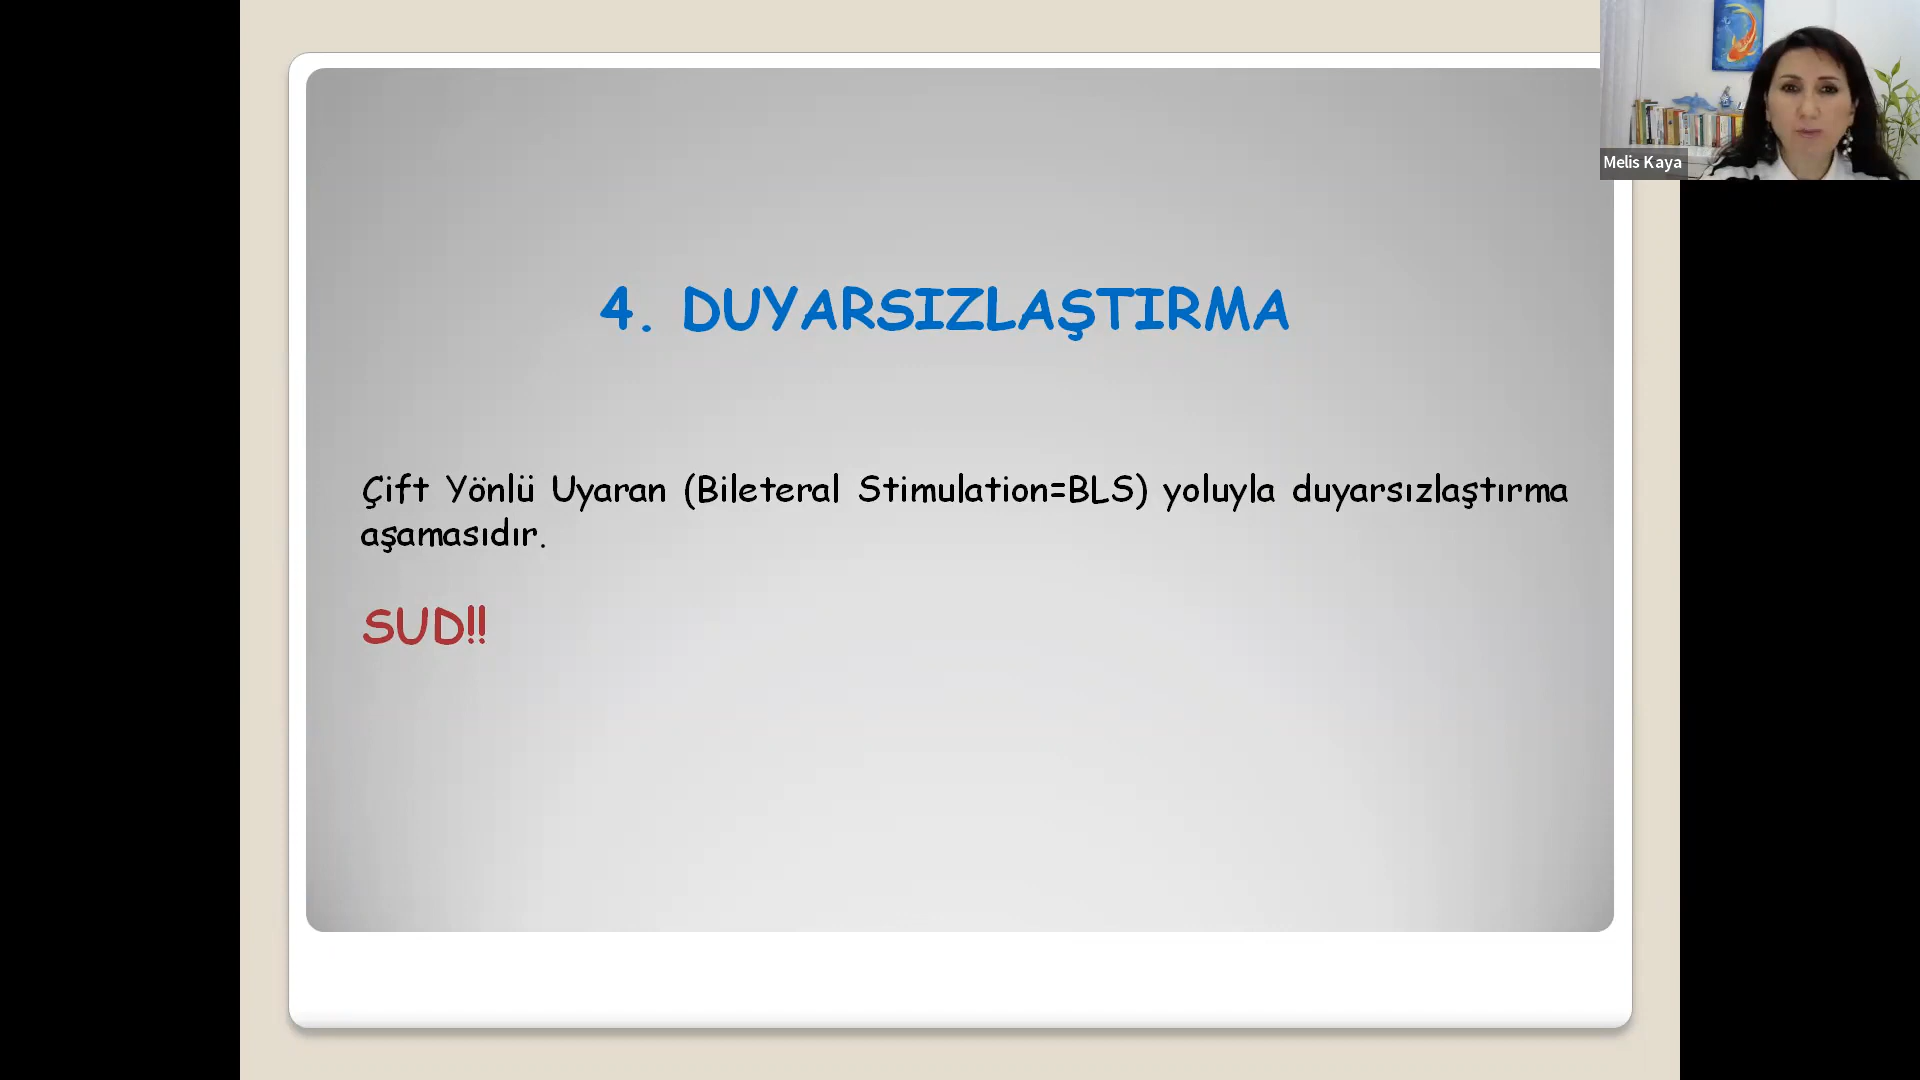 Melis Kaya
4. DUYARSIZLAŞTIRMA
Çift Yönlü Uyaran (Bileteral Stimulation=BLS) yoluyla duyarsızlaştırma
aşamasıdır.
SUD!!